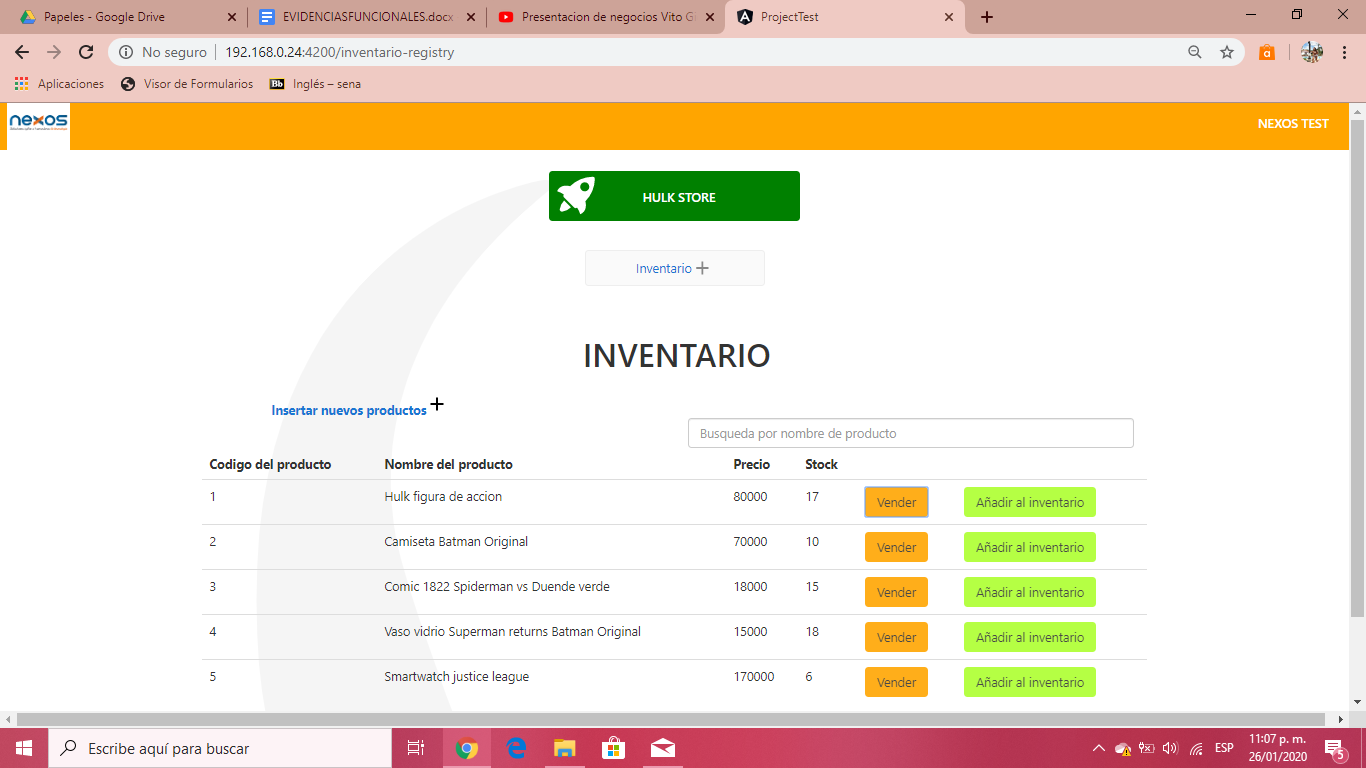 Papeles - Google Drive
EVIDENCIASFUNCIONALES.docx
Presentacion de negocios Vito Gi
ProjectTest
No seguro
192.168.0.24:4200/inventario-registry
a
Aplicaciones
Visor de Formularios
Bb
Inglés – sena
nexos
NEXOS TEST
HULK STORE
Inventario
INVENTARIO
Insertar nuevos productos
Busqueda por nombre de producto
Codigo del producto Nombre del producto Precio Stock
1 Hulk figura de accion 80000 17 Vender Añadir al inventario
2 Camiseta Batman Original 70000 10 Vender Añadir al inventario
3 Comic 1822 Spiderman vs Duende verde 18000 15 Vender Añadir al inventario
4 Vaso vidrio Superman returns Batman Original 15000 18 Vender Añadir al inventario
5 Smartwatch justice league 170000 6 Vender Añadir al inventario
Escribe aquí para buscar
ESP
11:07 p. m.
26/01/2020
5